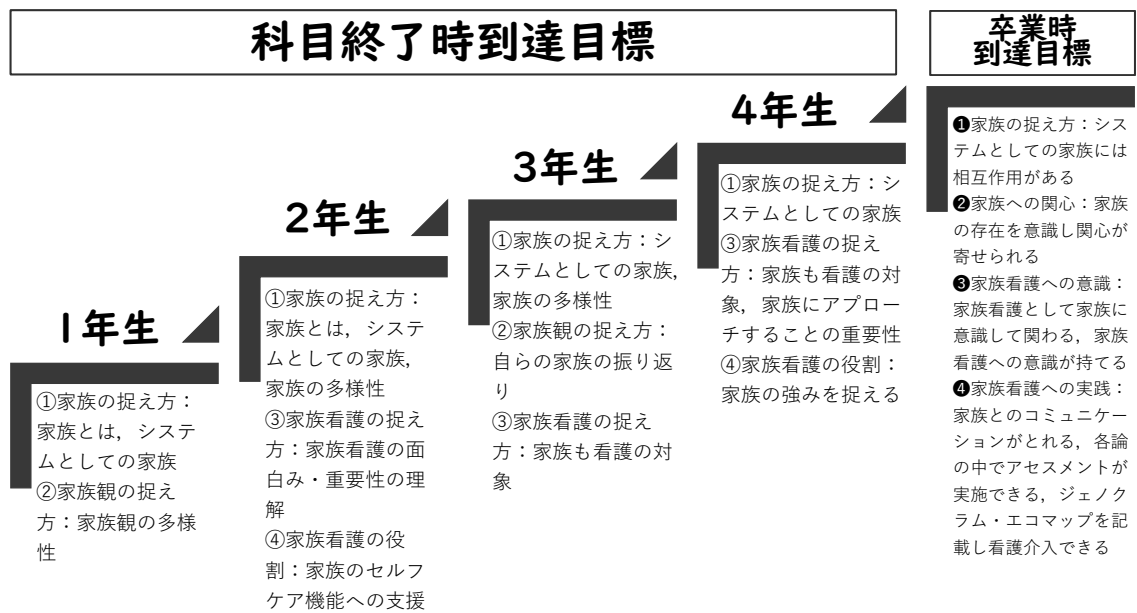 科目終了時到達目標
卒業時
到達目標
1年生
①家族の捉え方：
家族とは，システ
ムとしての家族
②家族観の捉え
方：家族観の多様
性
2年生
①家族の捉え方：
家族とは，システ
ムとしての家族，
家族の多様性
③家族看護の捉え
方：家族看護の面
白み・重要性の理
解
④家族看護の役
割：家族のセルフ
ケア機能への支援
3年生
①家族の捉え方：シ
ステムとしての家族，
家族の多様性
②家族観の捉え方：
自らの家族の振り返
り
③家族看護の捉え
方：家族も看護の対
象
4年生
①家族の捉え方：シ
ステムとしての家族
③家族看護の捉え
方：家族も看護の対
象，家族にアプロー
チすることの重要性
④家族看護の役割：
家族の強みを捉える
❶家族の捉え方：シス
テムとしての家族には
相互作用がある
❷家族への関心：家族
の存在を意識し関心が
寄せられる
❸家族看護への意識：
家族看護として家族に
意識して関わる，家族
看護への意識が持てる
❹家族看護への実践：
家族とのコミュニケー
ションがとれる，各論
の中でアセスメントが
実施できる，ジェノク
ラム・エコマップを記
載し看護介入できる